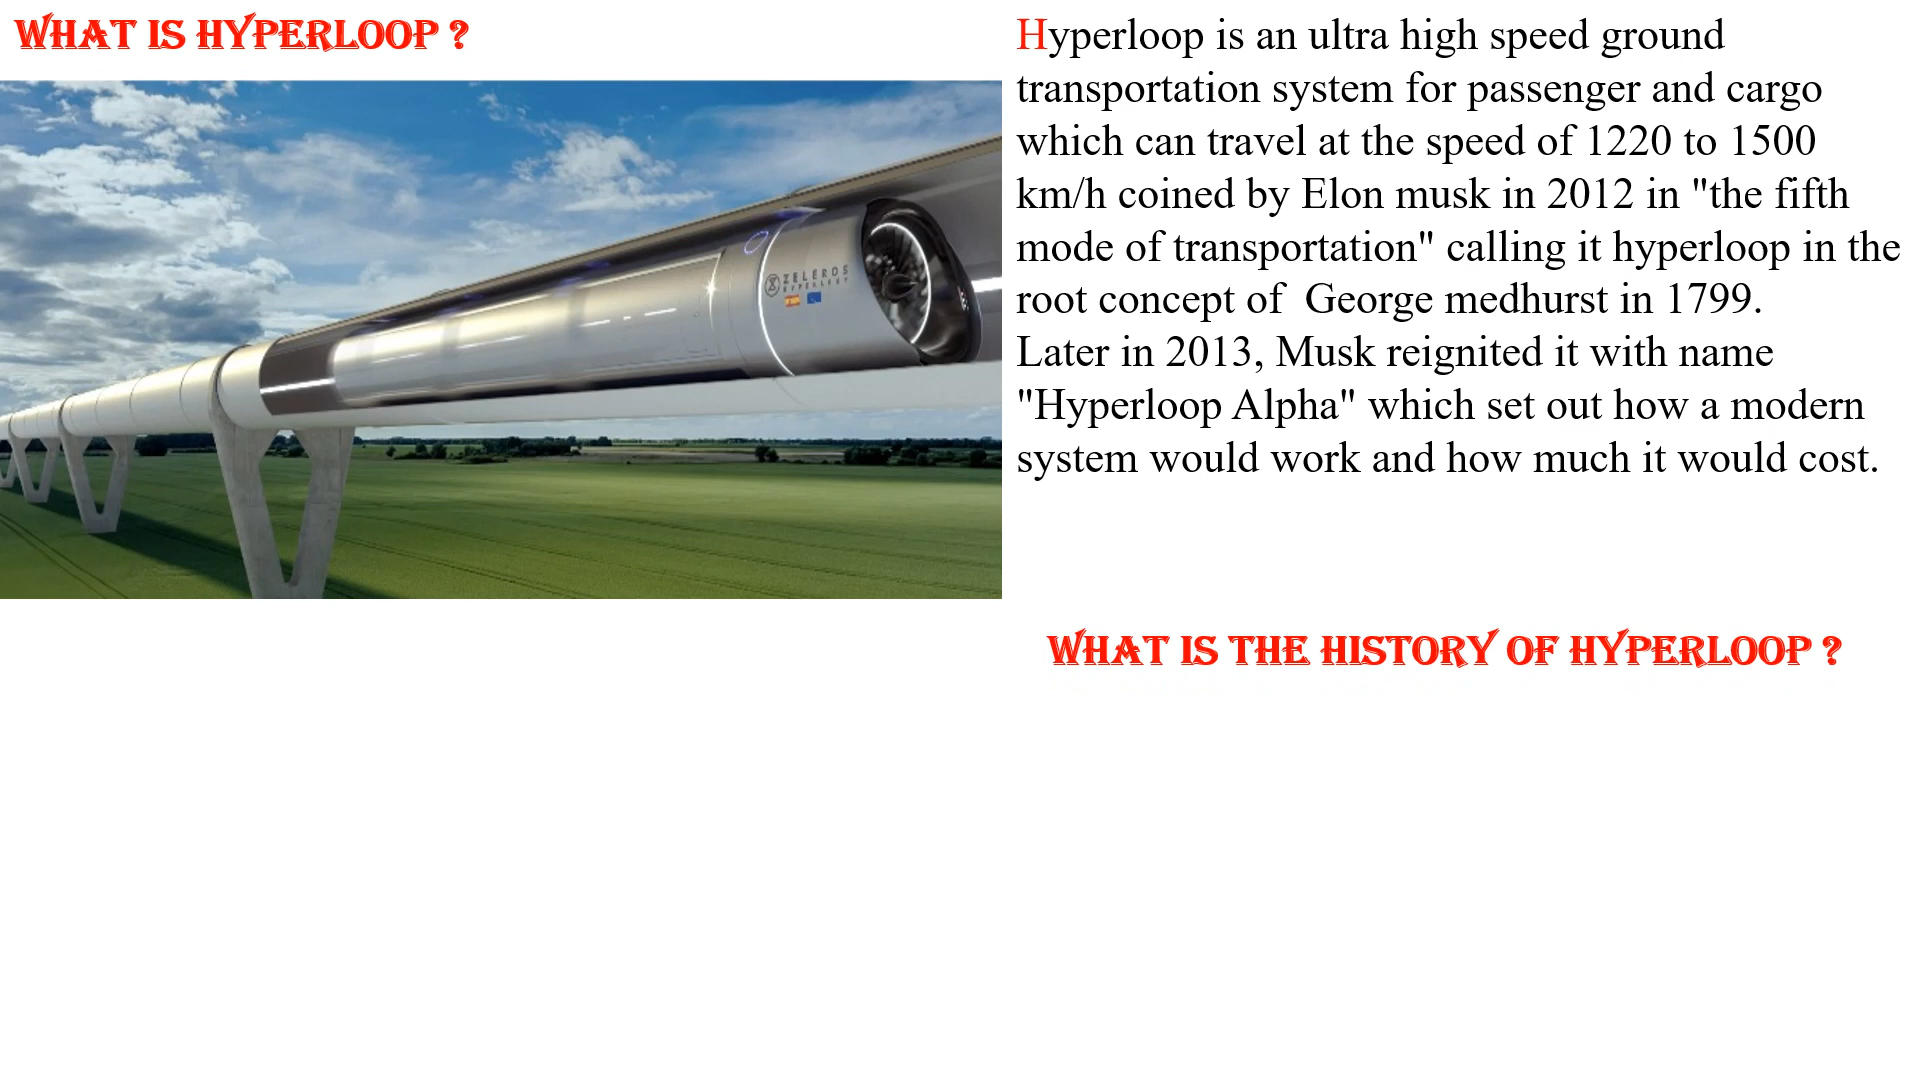 WHAT IS HYPERLOOP ?
Hyperloop is an ultra high speed ground
transportation system for passenger and cargo
which can travel at the speed of 1220 to 1500
km/h coined by Elon musk in 2012 in "the fifth
mode of transportation" calling it hyperloop in the
root concept of  George medhurst in 1799.
Later in 2013, Musk reignited it with name
"Hyperloop Alpha" which set out how a modern
system would work and how much it would cost.
ZELEROS
HYPERLOOP
WHAT IS THE HISTORY OF HYPERLOOP ?